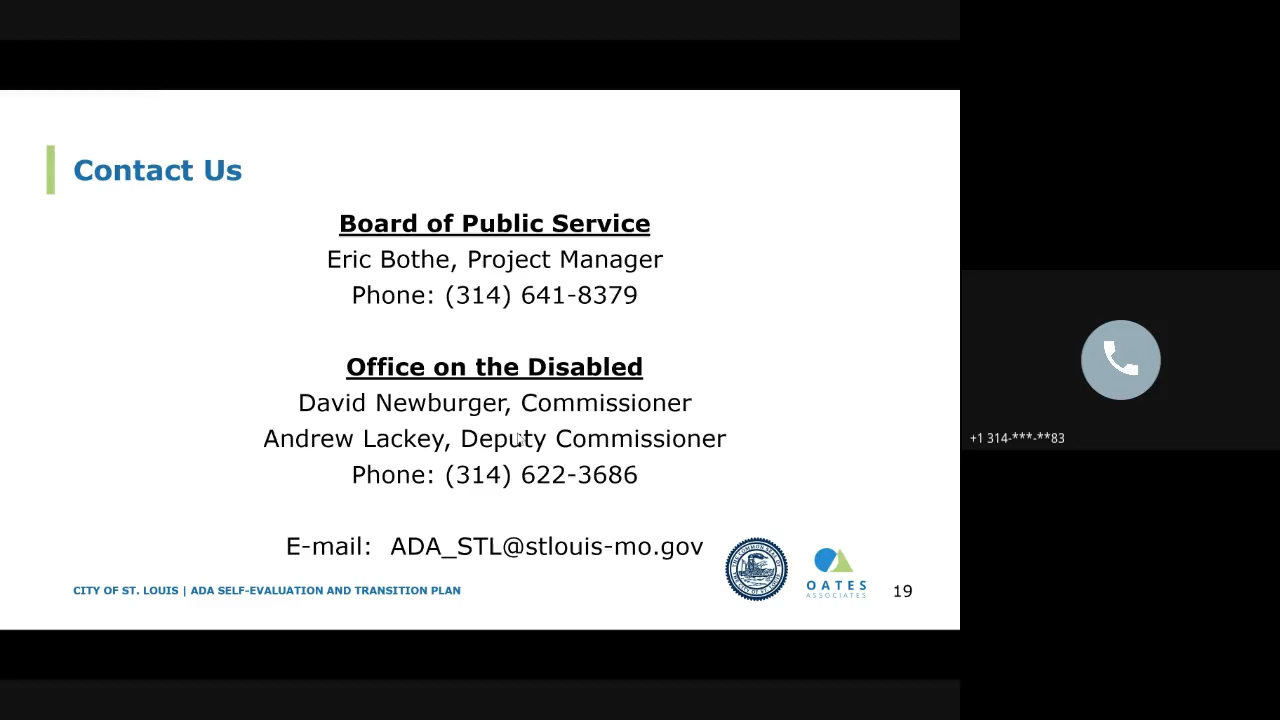 Contact Us
Board of Public Service
Eric Bothe, Project Manager
Phone: (314) 641-8379
Office on the Disabled
David Newburger, Commissioner
Andrew Lackey, Deputy Commissioner
Phone: (314) 622-3686
E-mail: ADA_STL@stlouis-mo.gov
CITY OF ST. LOUIS | ADA SELF-EVALUATION AND TRANSITION PLAN
OATES
ASSOCIATES
19
+1 314-***-**83